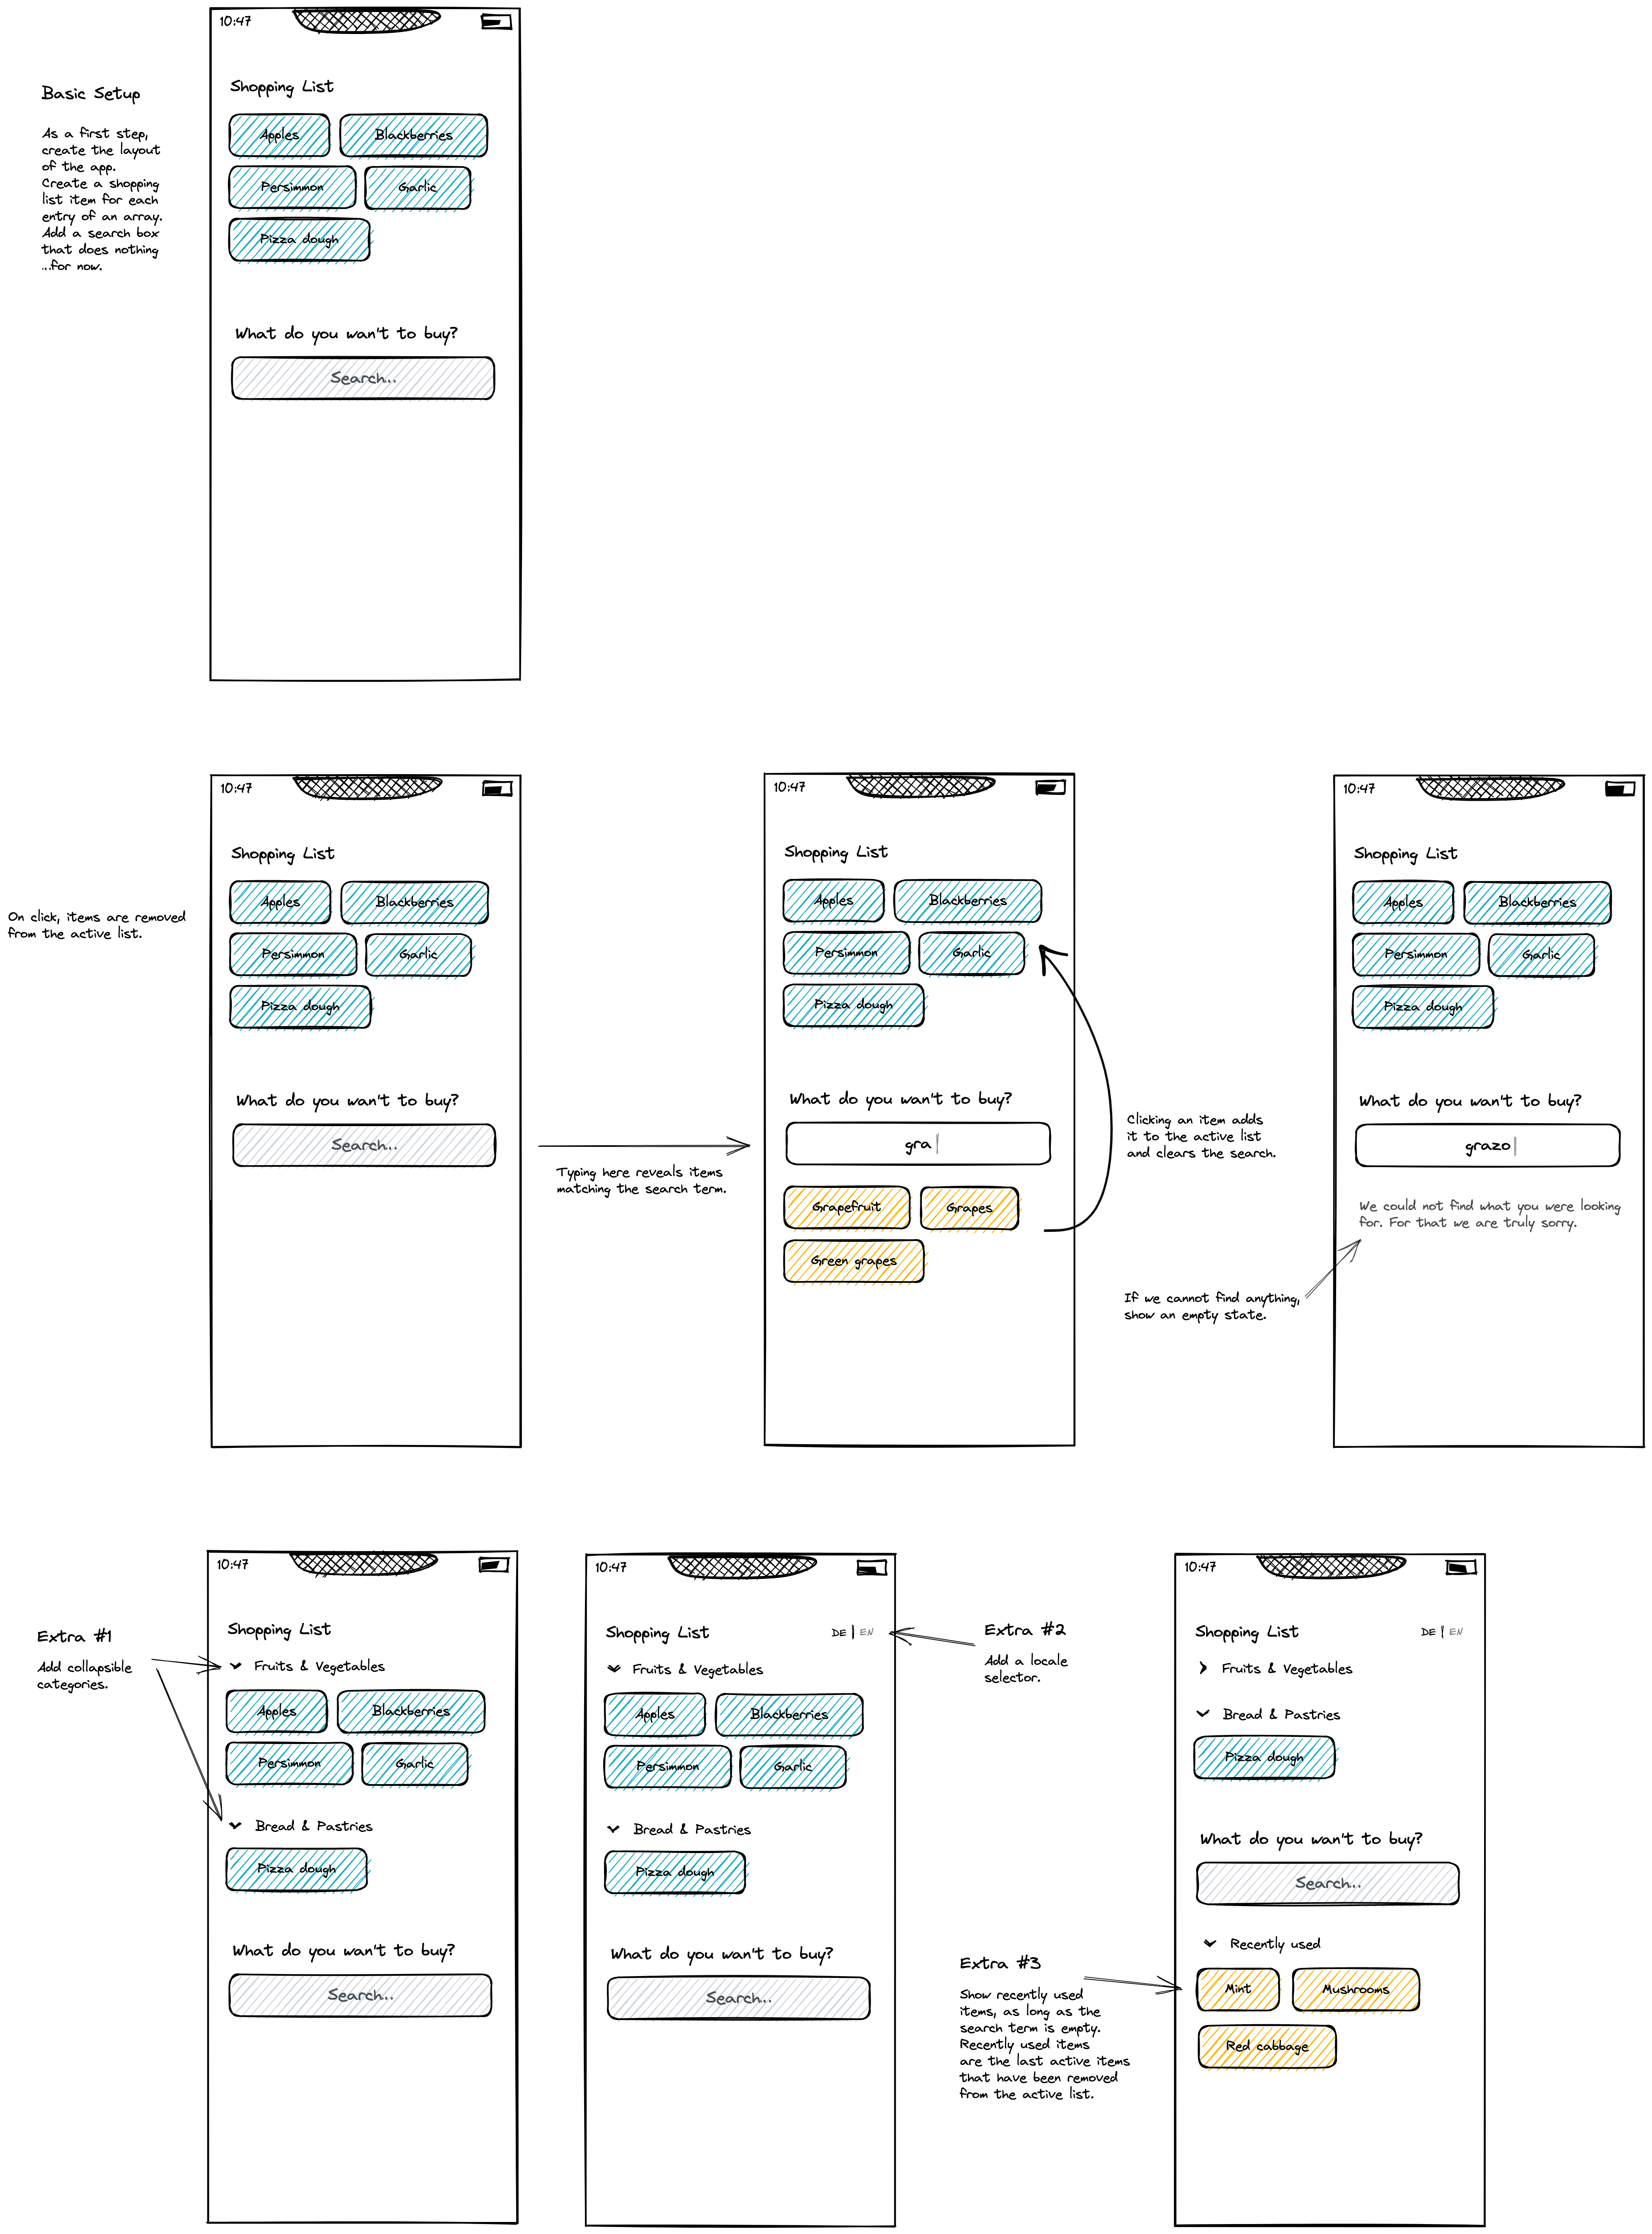 10:47
Basic Setup
As a first step,
create the layout
of the app.
Create a shopping
list item for each
entry of an array.
Add a search box
that does nothing
...for now.
Shopping List
Apples
Blackberries
Persimmon
Garlic
Pizza dough
What do you wan't to buy?
Search...
On click, items are removed
from the active list.
10:47
Shopping List
Apples
Blackberries
Persimmon
Garlic
Pizza dough
What do you wan't to buy?
Search...
Typing here reveals items
matching the search term.
10:47
Shopping List
Apples
Blackberries
Persimmon
Garlic
Pizza dough
What do you wan't to buy?
gra
Grapefruit
Grapes
Green grapes
Clicking an item adds
it to the active list
and clears the search.
If we cannot find anything,
show an empty state.
10:47
Shopping List
Apples
Blackberries
Persimmon
Garlic
Pizza dough
What do you wan't to buy?
grazo
We could not find what you were looking
for. For that we are truly sorry.
Extra #1
Add collapsible
categories.
10:47
Shopping List
Fruits & Vegetables
Apples
Blackberries
Persimmon
Garlic
Bread & Pastries
Pizza dough
What do you wan't to buy?
Search...
10:47
Shopping List
DE | EN
Fruits & Vegetables
Apples
Blackberries
Persimmon
Garlic
Bread & Pastries
Pizza dough
What do you wan't to buy?
Search...
Extra #2
Add a locale
selector.
Extra #3
Show recently used
items, as long as the
search term is empty.
Recently used items
are the last active items
that have been removed
from the active list.
10:47
Shopping List
DE | EN
Fruits & Vegetables
Bread & Pastries
Pizza dough
What do you wan't to buy?
Search...
Recently used
Mint
Mushrooms
Red cabbage